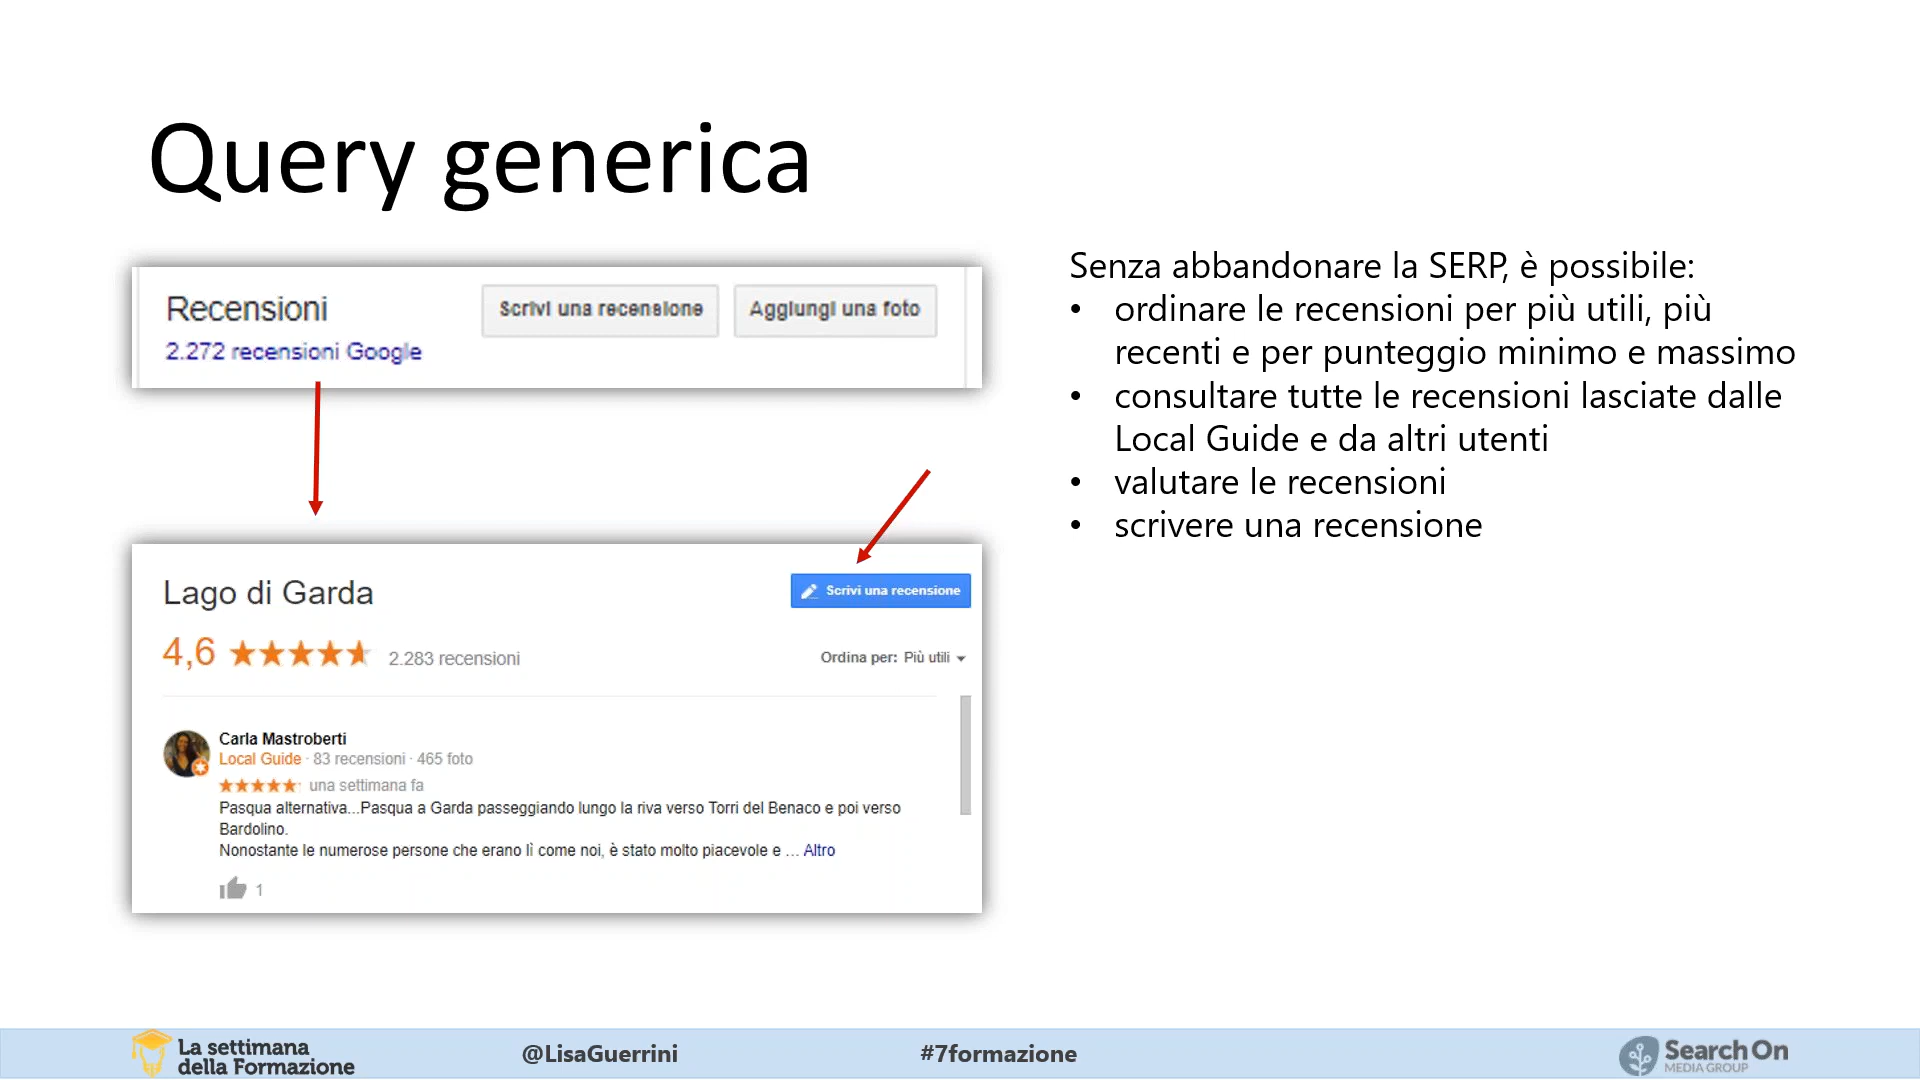 Query generica
Recensioni
Scrivi una recensione
Aggiungi una foto
2.272 recensioni Google
Lago di Garda
Scrivi una recensione
4,6
2.283 recensioni
Ordina per: Più utili
Carla Mastroberti
Local Guide · 83 recensioni · 465 foto
una settimana fa
Pasqua alternativa...Pasqua a Garda passeggiando lungo la riva verso Torri del Benaco e poi verso
Bardolino.
Nonostante le numerose persone che erano lì come noi, è stato molto piacevole e … Altro
1
Senza abbandonare la SERP, è possibile:
• ordinare le recensioni per più utili, più
recenti e per punteggio minimo e massimo
• consultare tutte le recensioni lasciate dalle
Local Guide e da altri utenti
• valutare le recensioni
• scrivere una recensione
La settimana
della Formazione
@LisaGuerrini
#7formazione
Search On
MEDIA GROUP